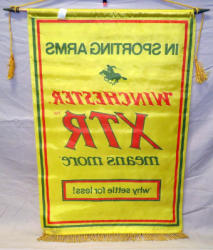 IN SPORTING ARMS
WINCHESTER
XTR
means more
why settle for less!